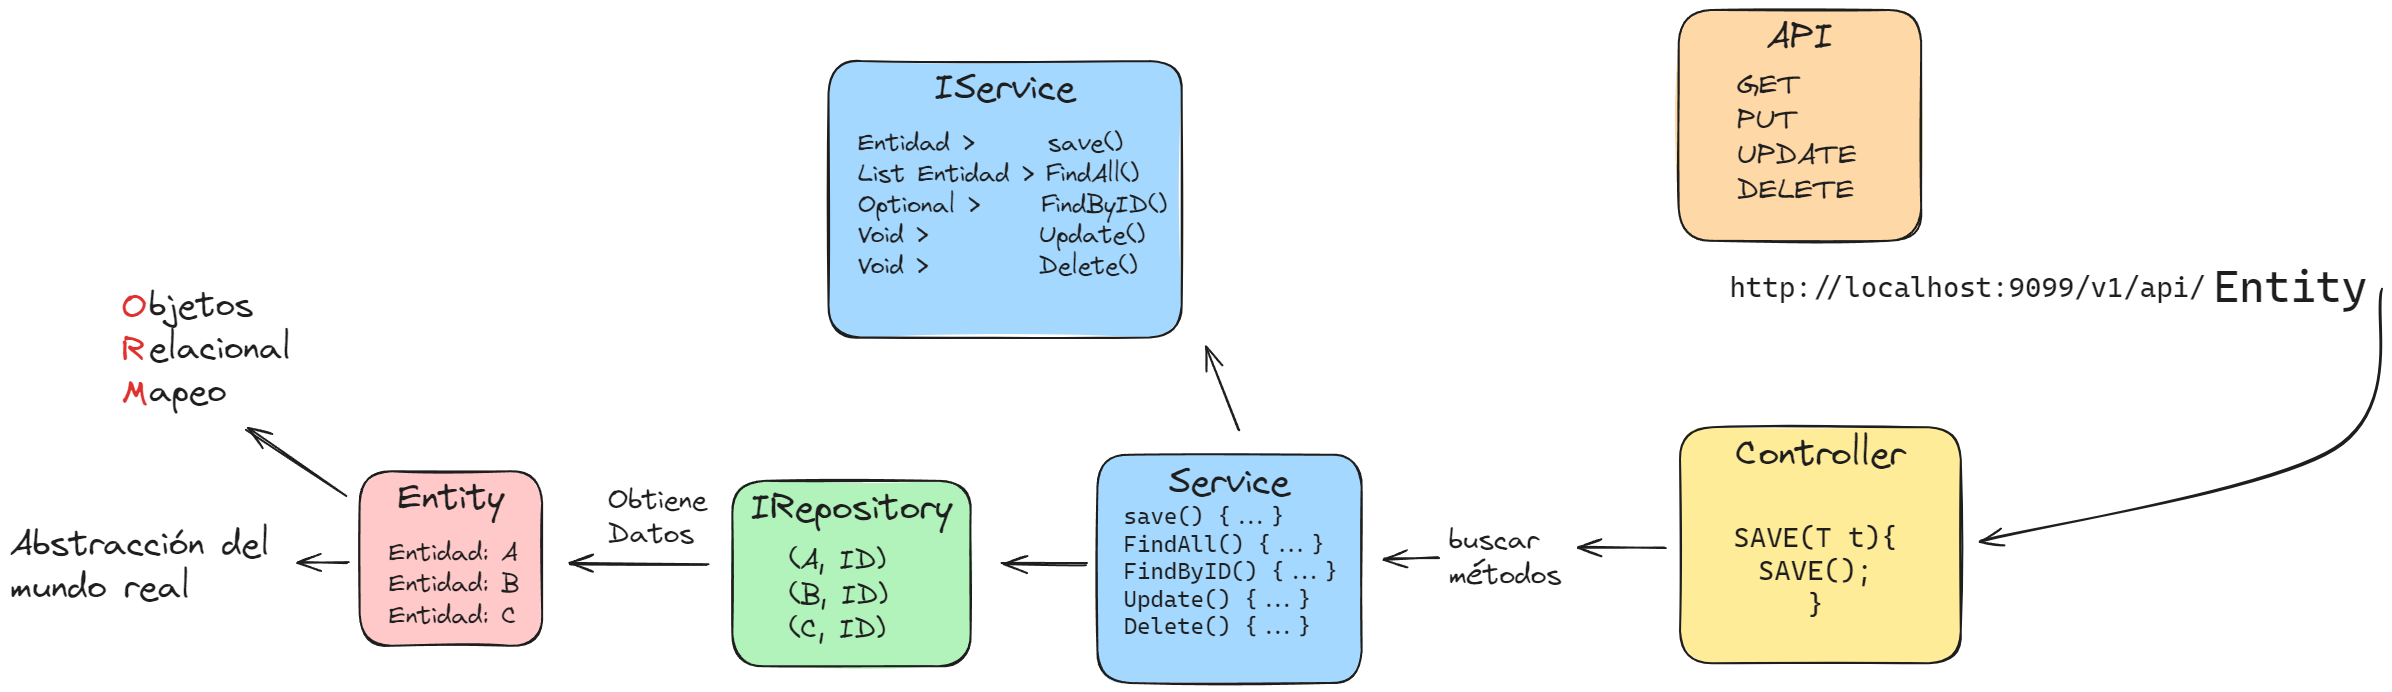 API
GET
PUT
UPDATE
DELETE
http://localhost:9099/v1/api/ Entity
IService
Entidad > save()
List Entidad > FindAll()
Optional > FindByID()
Void > Update()
Void > Delete()
Objetos
Relacional
Mapeo
Abstracción del
mundo real
Entity
Entidad: A
Entidad: B
Entidad: C
Obtiene
Datos
IRepository
(A, ID)
(B, ID)
(C, ID)
Service
save() {...}
FindAll() {...}
FindByID() {...}
Update() {...}
Delete() {...}
buscar
métodos
Controller
SAVE(T t){
SAVE();
}